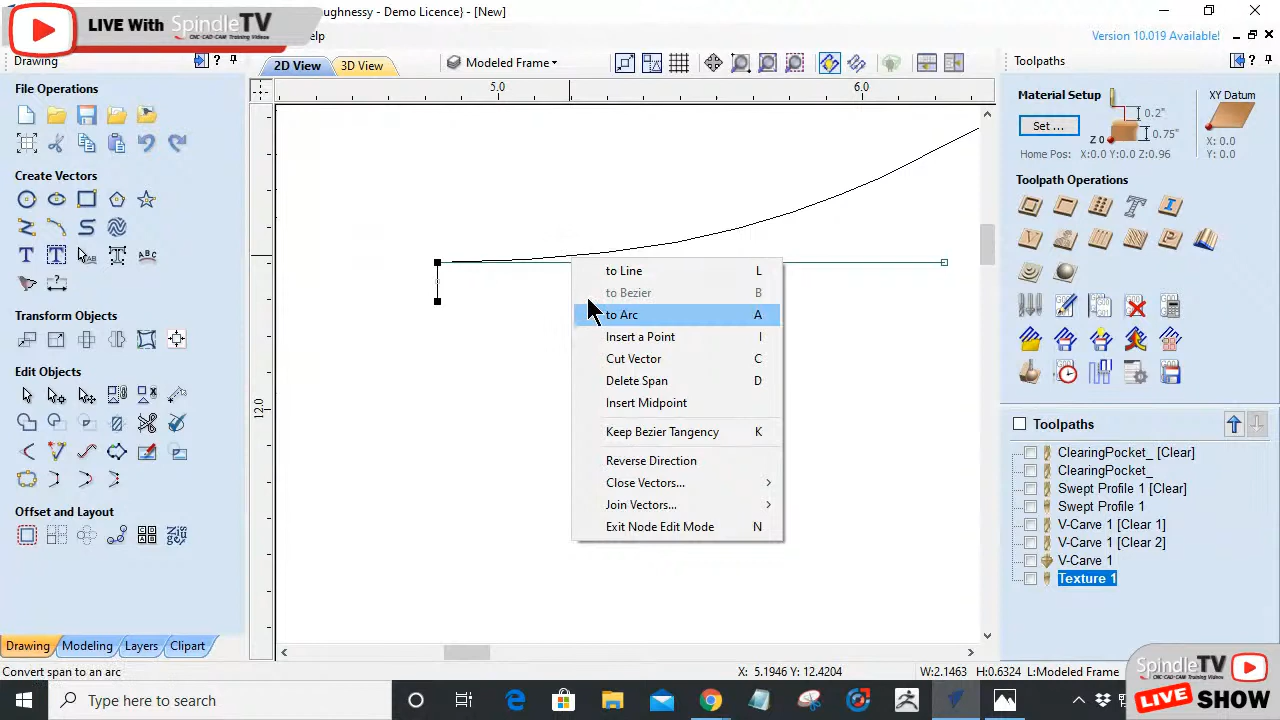 LIVE With SpindleTV
CNC-CAD-CAM Training Videos
ughnessy - Demo Licence} - [New]
lp
Version 10.019 Available!
Drawing
2D View
3D View
Modeled Frame
Toolpaths
5.0
6.0
12.0
File Operations
Create Vectors
Transform Objects
Edit Objects
Offset and Layout
Drawing
Modeling
Layers
Clipart
to Line L
to Bezier B
to Arc A
Insert a Point I
Cut Vector C
Delete Span D
Insert Midpoint
Keep Bezier Tangency K
Reverse Direction
Close Vectors...
Join Vectors...
Exit Node Edit Mode N
Material Setup
Set ...
Z 0
0.2"
0.75"
XY Datum
X: 0.0
Y: 0.0
Home Pos: X:0.0 Y:0.0 Z:0.96
Toolpath Operations
Toolpaths
ClearingPocket_ [Clear]
ClearingPocket_
Swept Profile 1 [Clear]
Swept Profile 1
V-Carve 1 [Clear 1]
V-Carve 1 [Clear 2]
V-Carve 1
Texture 1
Convert span to an arc
X: 5.1946 Y: 12.4204
W:2.1463 H:0.6324 L:Modeled Frame
Type here to search
SpindleTV
LIVE SHOW